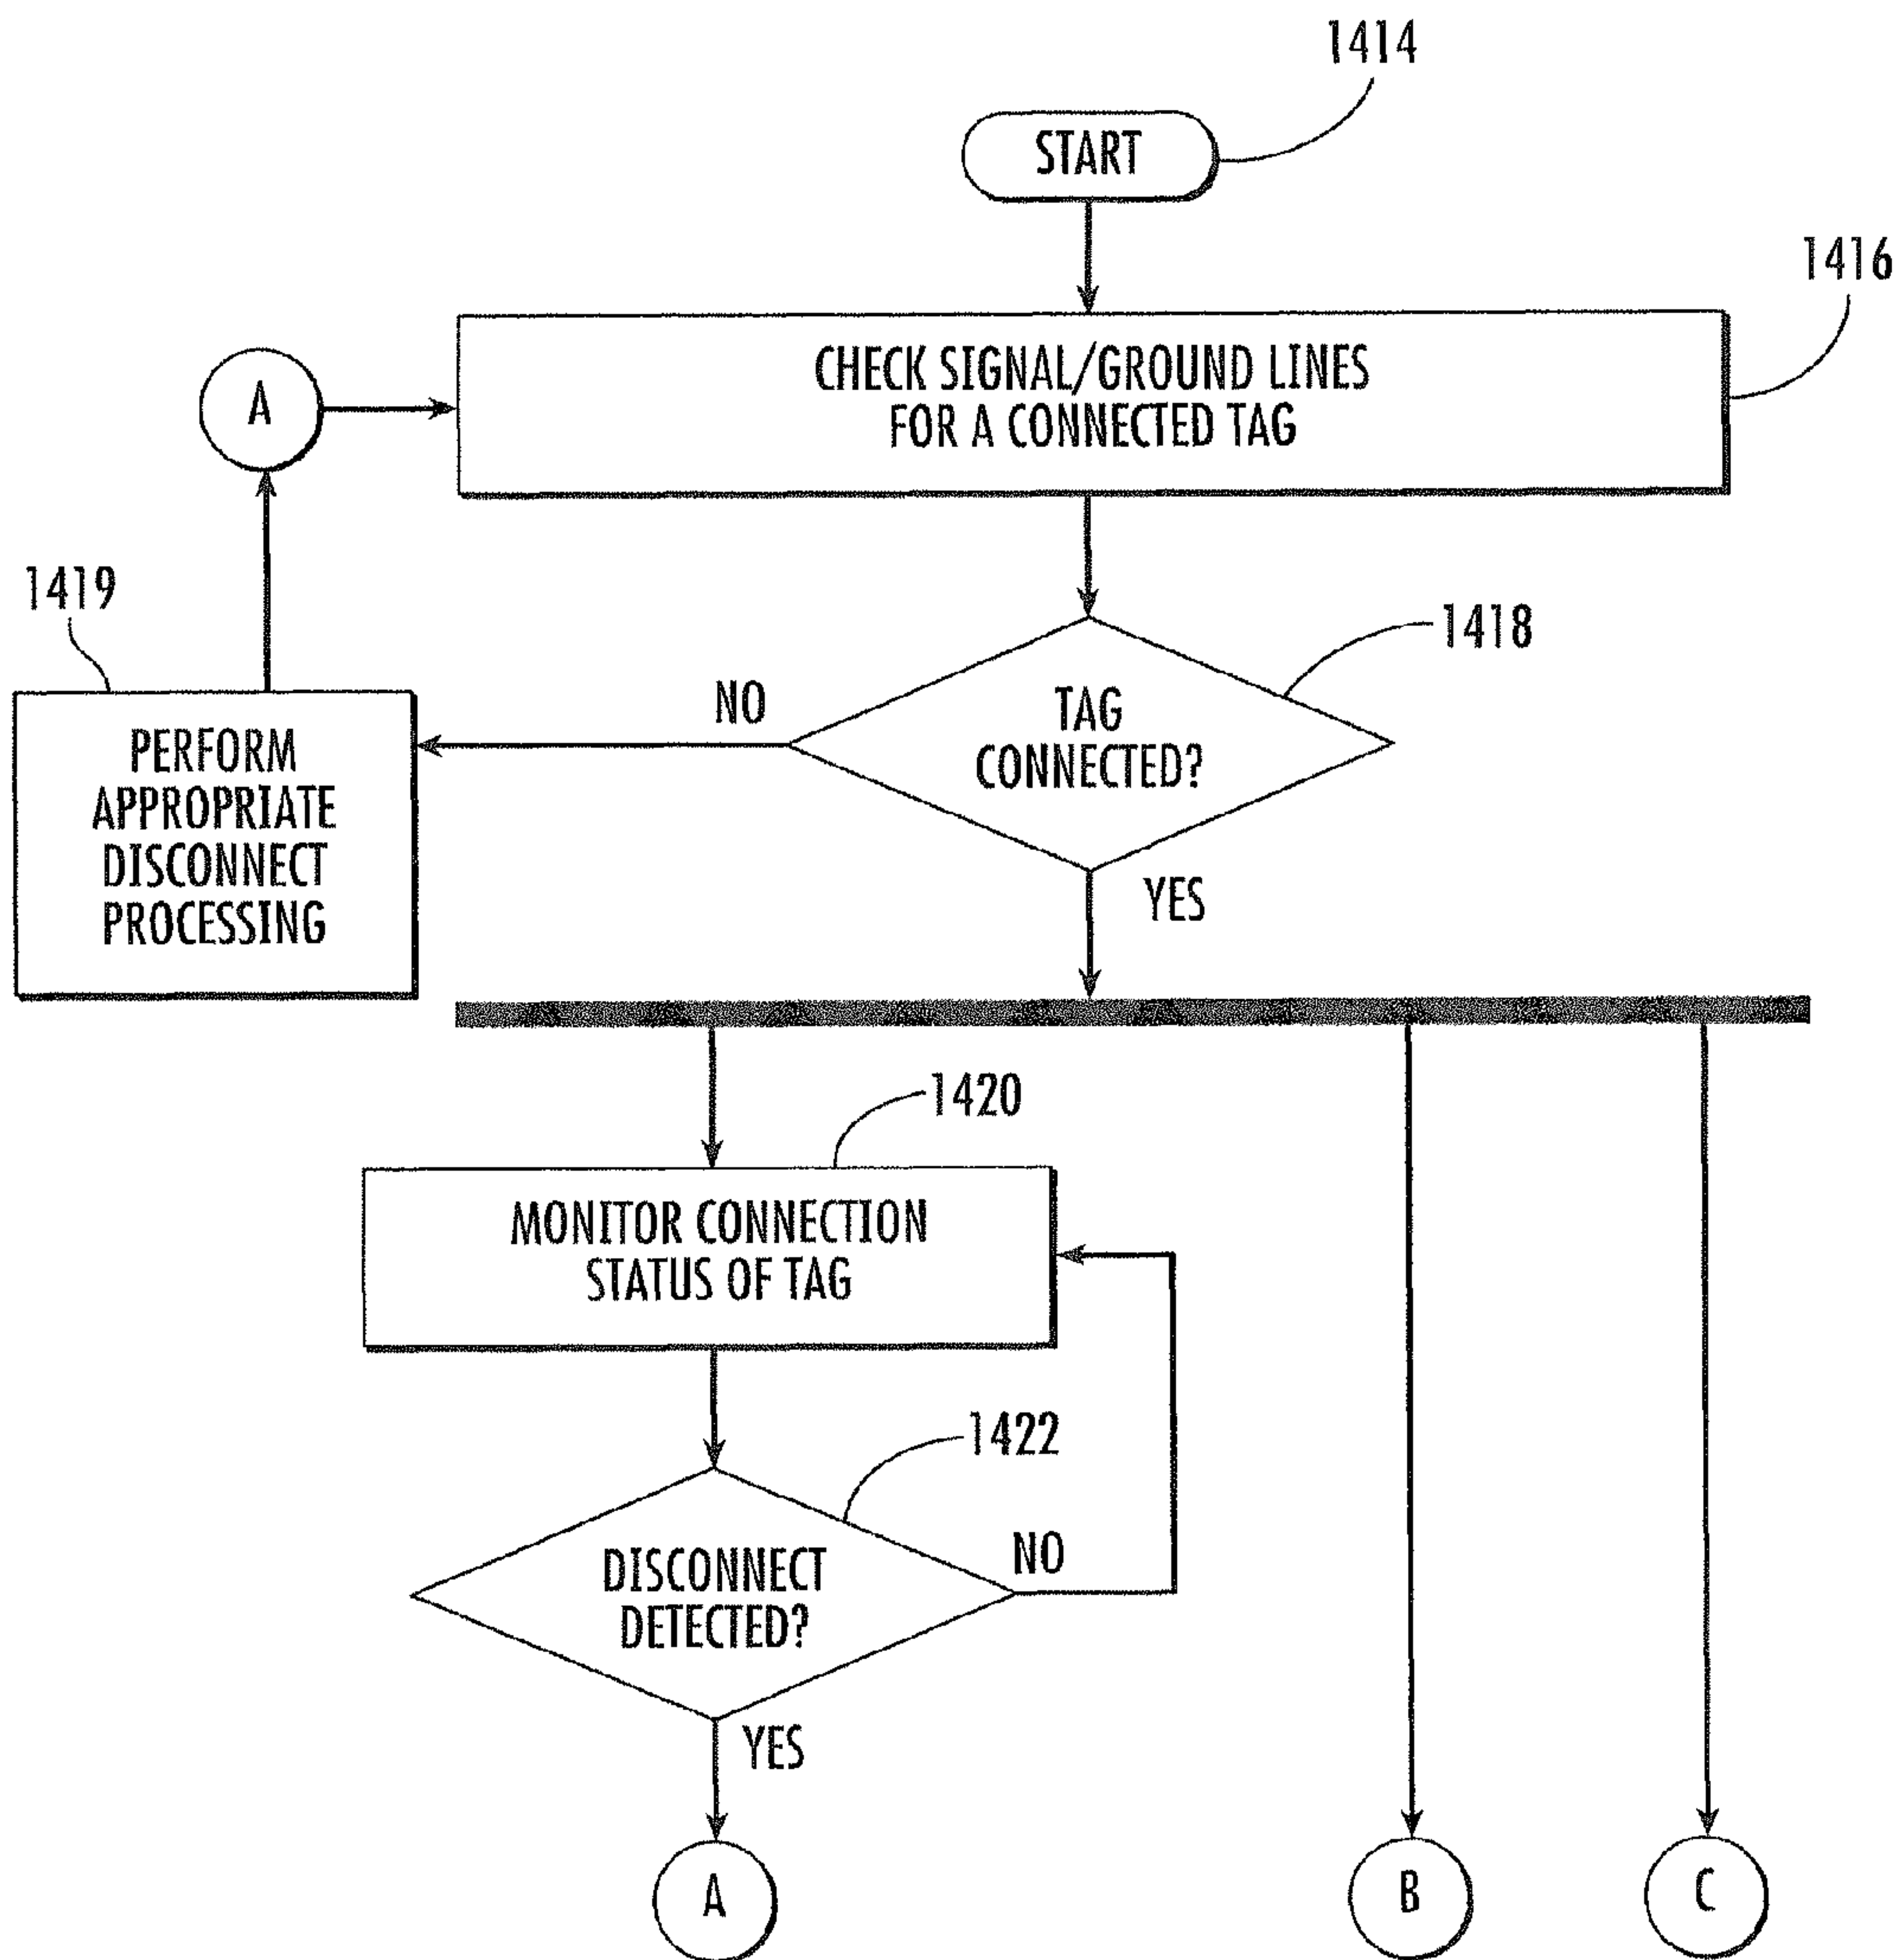 1414
START
1416
CHECK SIGNAL/GROUND LINES
FOR A CONNECTED TAG
A
1419
1418
NO
TAG
CONNECTED?
PERFORM
APPROPRIATE
DISCONNECT
PROCESSING
YES
1420
MONITOR CONNECTION
STATUS OF TAG
1422
NO
DISCONNECT
DETECTED?
YES
A
B
C